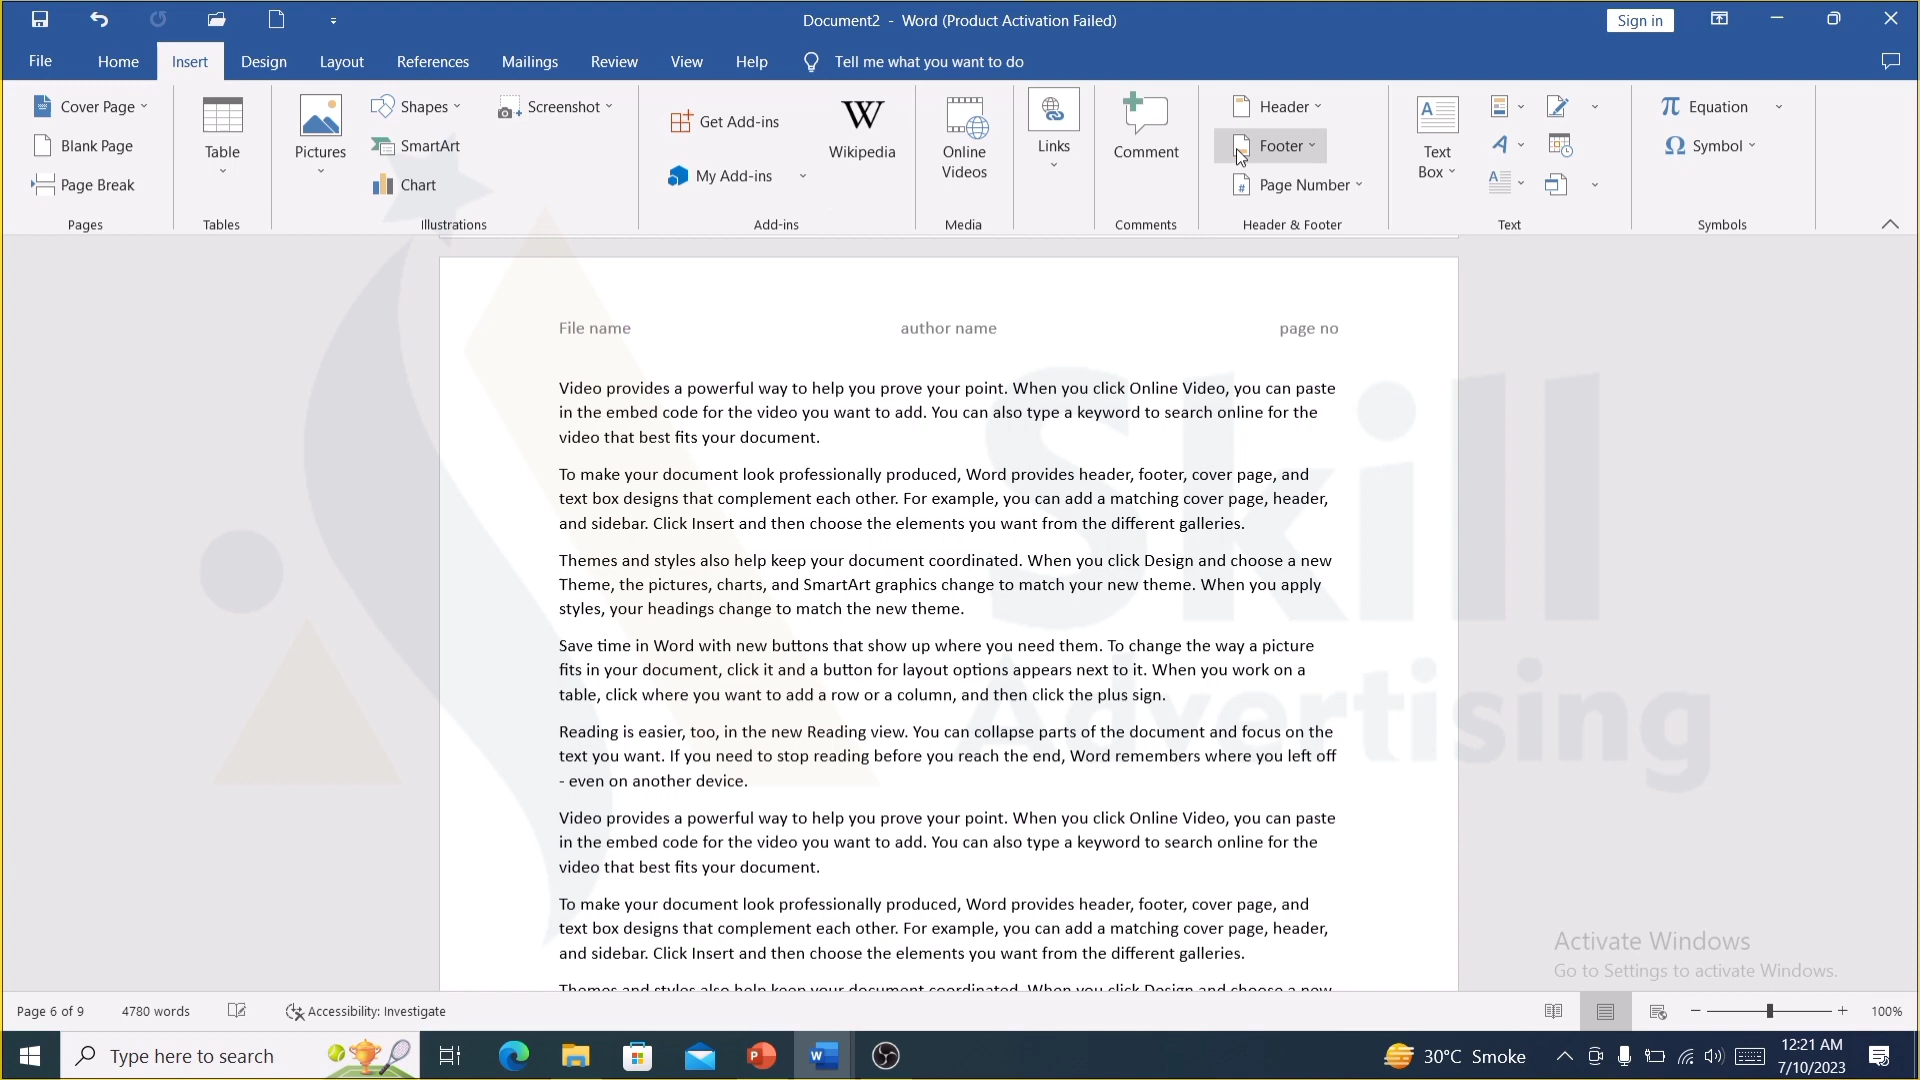 Document2 - Word (Product Activation Failed)
Sign in
File Home Insert Design Layout References Mailings Review View Help Tell me what you want to do
Cover Page
Blank Page
Page Break
Pages
Table
Tables
Pictures
Shapes
SmartArt
Chart
Screenshot
Illustrations
Get Add-ins
My Add-ins
Wikipedia
Add-ins
Online
Videos
Media
Links
Comment
Comments
Header
Footer
Page Number
Header & Footer
Text
Box
Text
Equation
Symbol
Symbols
File name author name page no
Video provides a powerful way to help you prove your point. When you click Online Video, you can paste
in the embed code for the video you want to add. You can also type a keyword to search online for the
video that best fits your document.
To make your document look professionally produced, Word provides header, footer, cover page, and
text box designs that complement each other. For example, you can add a matching cover page, header,
and sidebar. Click Insert and then choose the elements you want from the different galleries.
Themes and styles also help keep your document coordinated. When you click Design and choose a new
Theme, the pictures, charts, and SmartArt graphics change to match your new theme. When you apply
styles, your headings change to match the new theme.
Save time in Word with new buttons that show up where you need them. To change the way a picture
fits in your document, click it and a button for layout options appears next to it. When you work on a
table, click where you want to add a row or a column, and then click the plus sign.
Reading is easier, too, in the new Reading view. You can collapse parts of the document and focus on the
text you want. If you need to stop reading before you reach the end, Word remembers where you left off
- even on another device.
Video provides a powerful way to help you prove your point. When you click Online Video, you can paste
in the embed code for the video you want to add. You can also type a keyword to search online for the
video that best fits your document.
To make your document look professionally produced, Word provides header, footer, cover page, and
text box designs that complement each other. For example, you can add a matching cover page, header,
and sidebar. Click Insert and then choose the elements you want from the different galleries.
Themes and styles also help keep your document coordinated. When you click Design and choose a new
Skill
Advertising
Activate Windows
Go to Settings to activate Windows.
Page 6 of 9 4780 words Accessibility: Investigate 100%
Type here to search
30°C Smoke
12:21 AM
7/10/2023